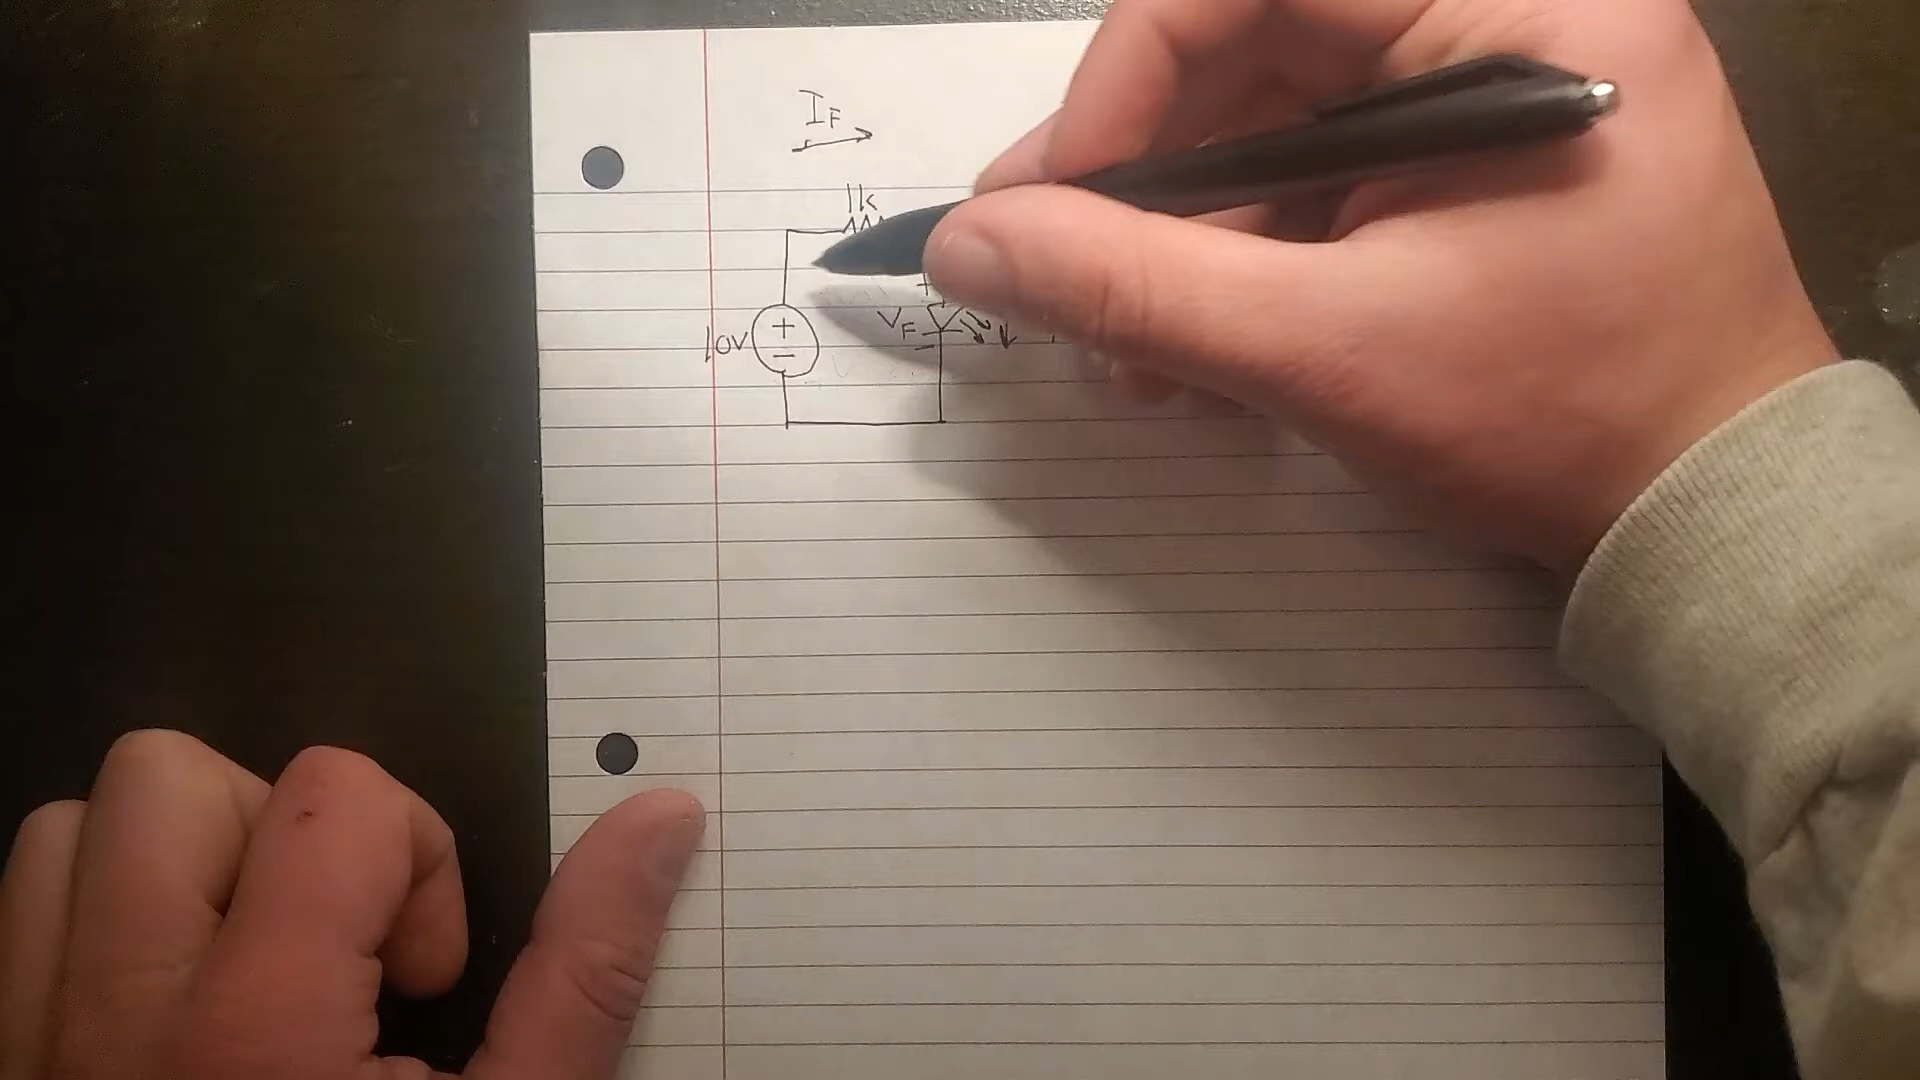 IF
1k
+
10V
+
−
VF
−